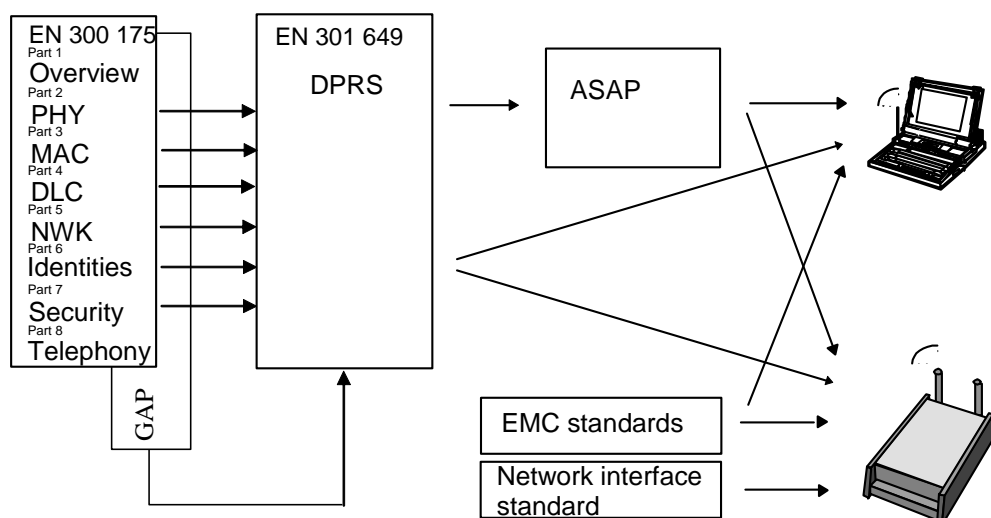 EN 300 175
Part 1
Overview
Part 2
PHY
Part 3
MAC
Part 4
DLC
Part 5
NWK
Part 6
Identities
Part 7
Security
Part 8
Telephony
GAP
EN 301 649
DPRS
ASAP
EMC standards
Network interface
standard